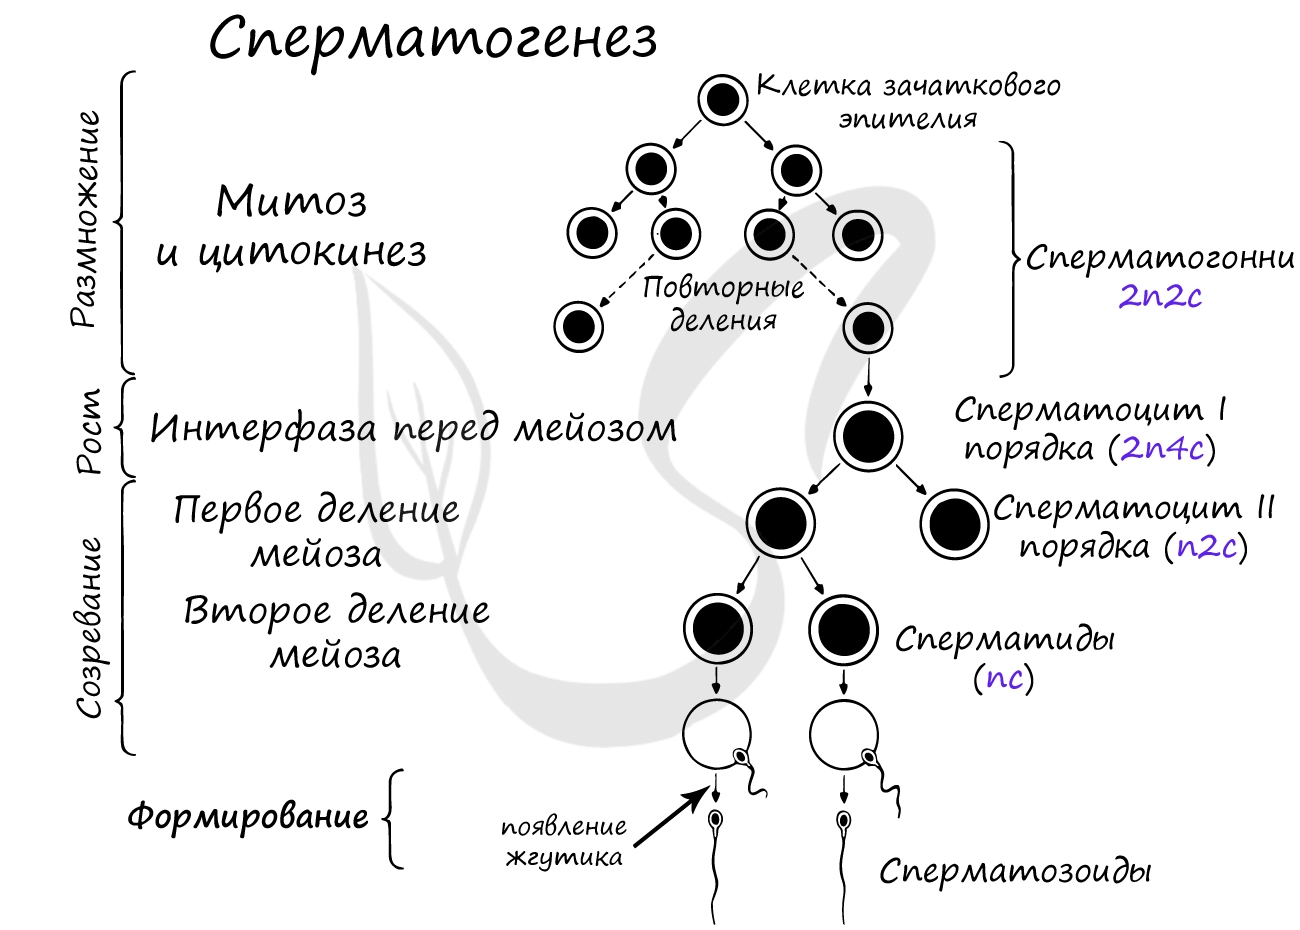 Сперматогенез
Клетка зачаткового
эпителия
Размножение
Митоз
и цитокинез
Повторные
деления
Сперматогонии
2n2c
Рост
Интерфаза перед мейозом
Сперматоцит I
порядка (2n4c)
Созревание
Первое деление
мейоза
Сперматоцит II
порядка (n2c)
Второе деление
мейоза
Сперматиды
(nc)
Формирование
появление
жгутика
Сперматозоиды